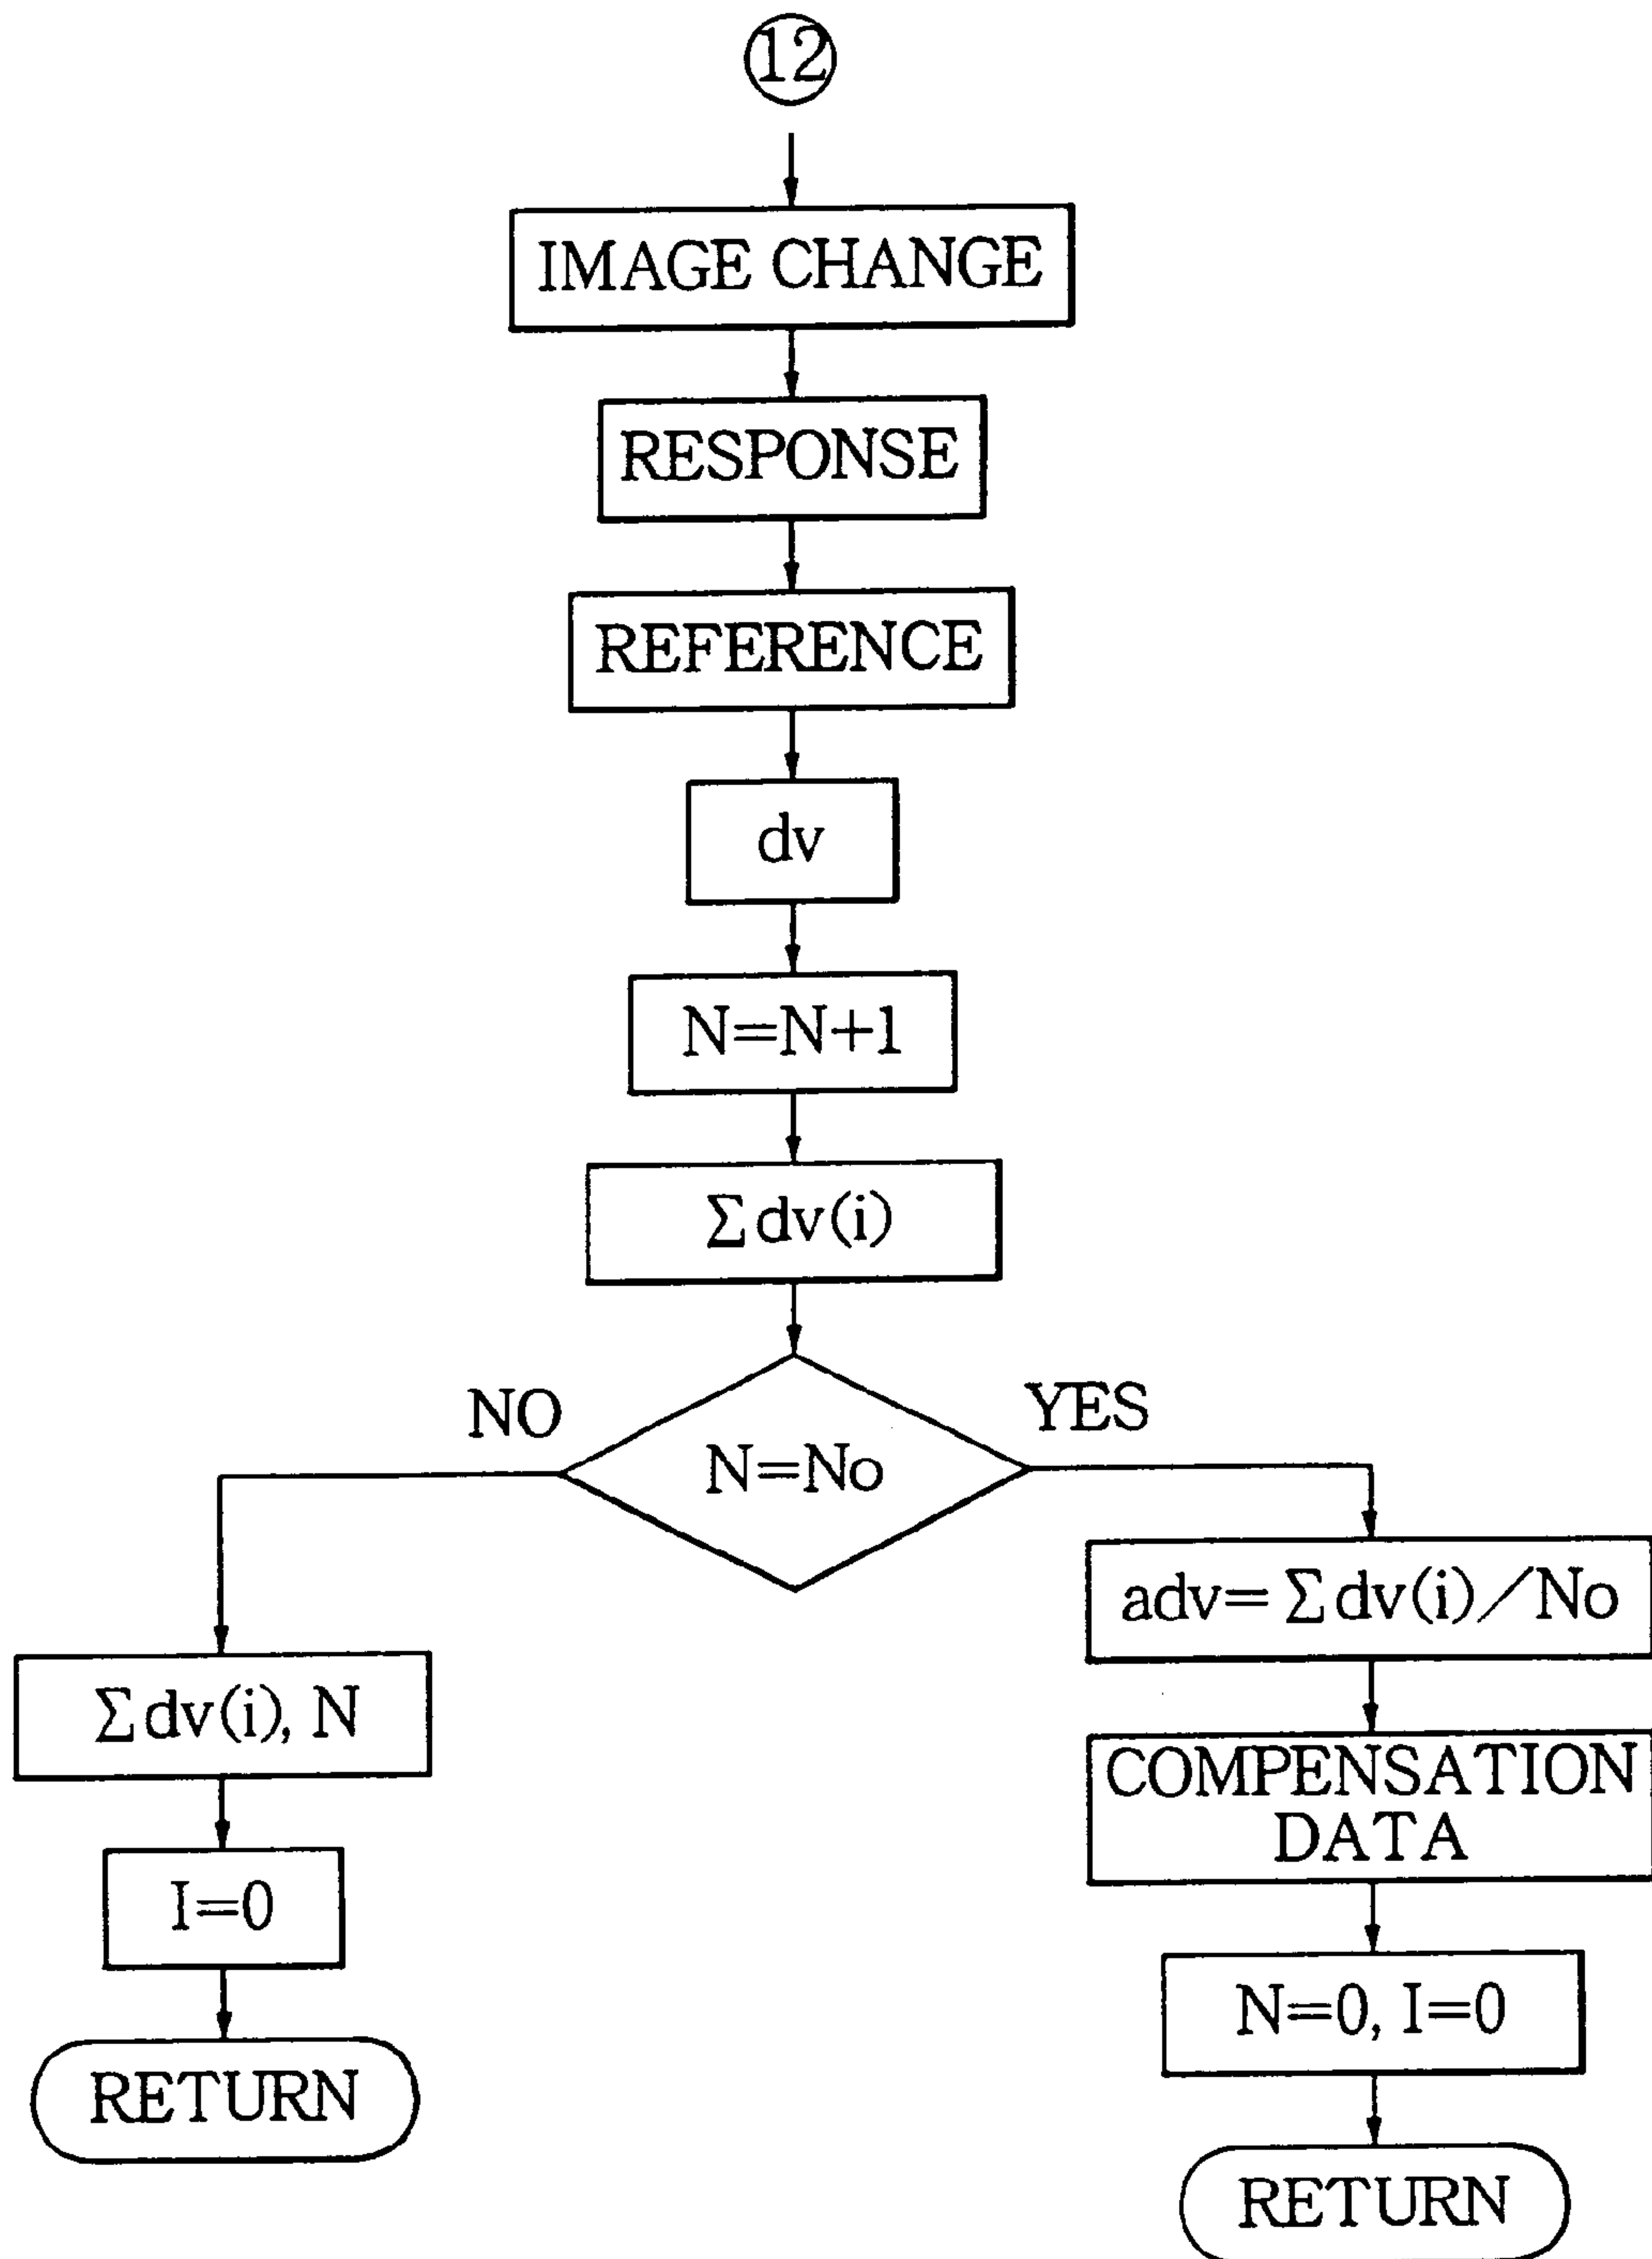 12
IMAGE CHANGE
RESPONSE
REFERENCE
dv
N=N+1
Σdv(i)
NO
YES
N=No
adv=Σdv(i)/No
Σdv(i), N
COMPENSATION
DATA
I=0
N=0, I=0
RETURN
RETURN